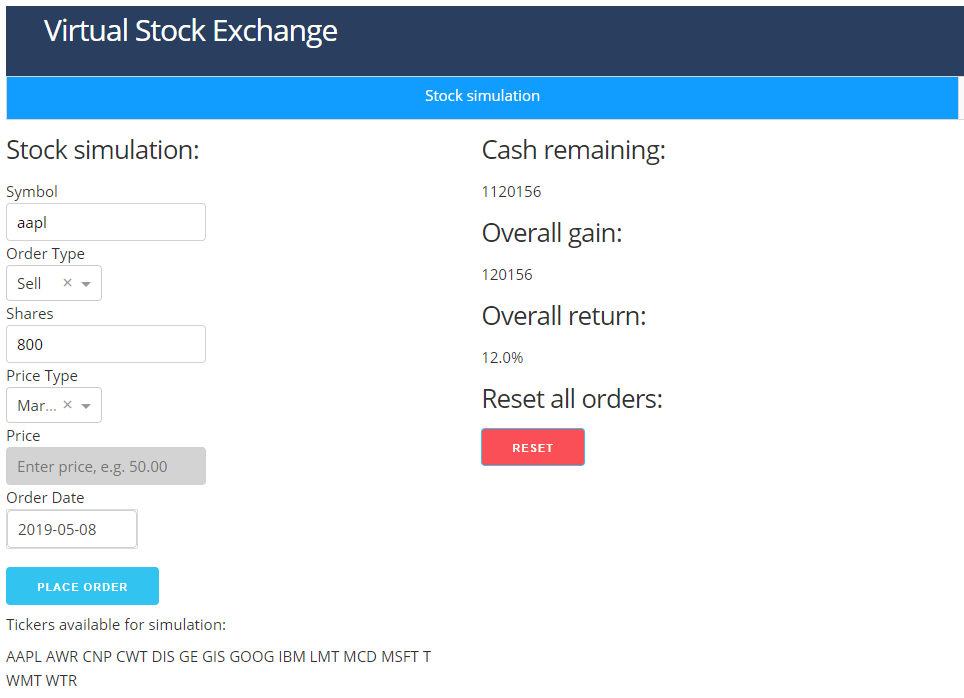 Virtual Stock Exchange
Stock simulation
Stock simulation:
Symbol
aapl
Order Type
Sell × 
Shares
800
Price Type
Mar... ×
Price
Enter price, e.g. 50.00
Order Date
2019-05-08
PLACE ORDER
Tickers available for simulation:
AAPL AWR CNP CWT DIS GE GIS GOOG IBM LMT MCD MSFT T
WMT WTR
Cash remaining:
1120156
Overall gain:
120156
Overall return:
12.0%
Reset all orders:
RESET